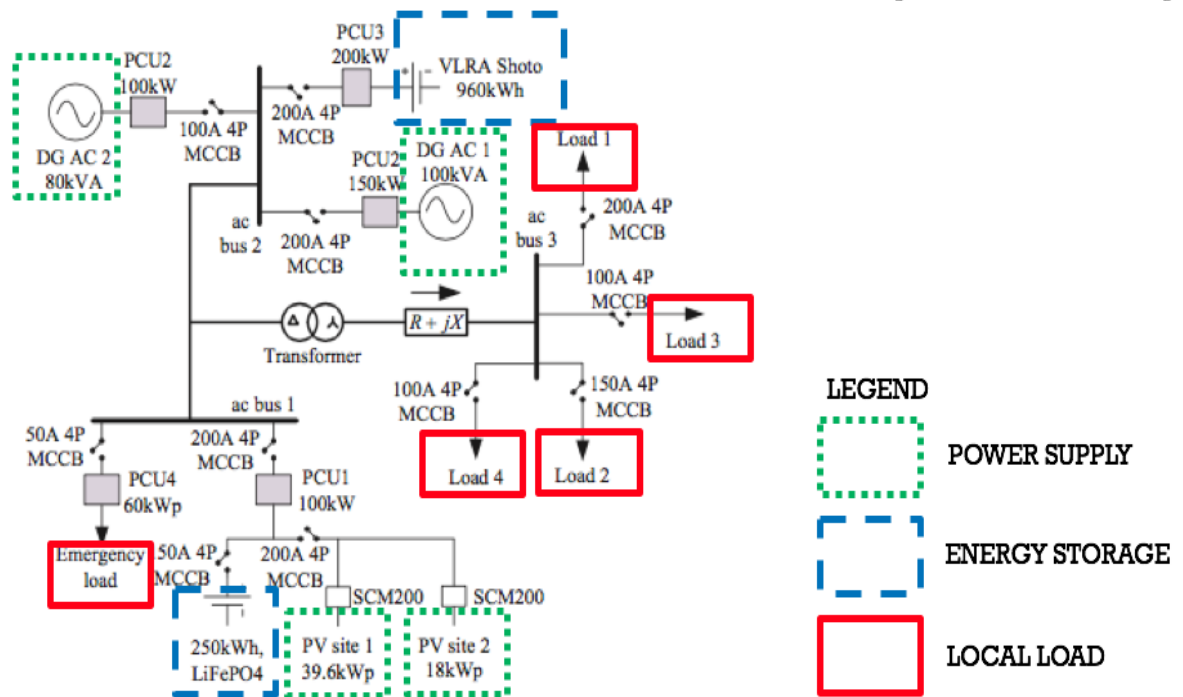 PCU2
100kW
100A 4P
MCCB
DG AC 2
80kVA
PCU3
200kW
200A 4P
MCCB
+
-
VLRA Shoto
960kWh
PCU2
150kW
200A 4P
MCCB
DG AC 1
100kVA
ac
bus 2
ac
bus 3
Load 1
200A 4P
MCCB
100A 4P
MCCB
Load 3
Transformer
R + jX
100A 4P
MCCB
Load 4
150A 4P
MCCB
Load 2
ac bus 1
50A 4P
MCCB
PCU4
60kWp
Emergency
load
200A 4P
MCCB
PCU1
100kW
50A 4P
MCCB
200A 4P
MCCB
250kWh,
LiFePO4
SCM200
PV site 1
39.6kWp
SCM200
PV site 2
18kWp
LEGEND
POWER SUPPLY
ENERGY STORAGE
LOCAL LOAD